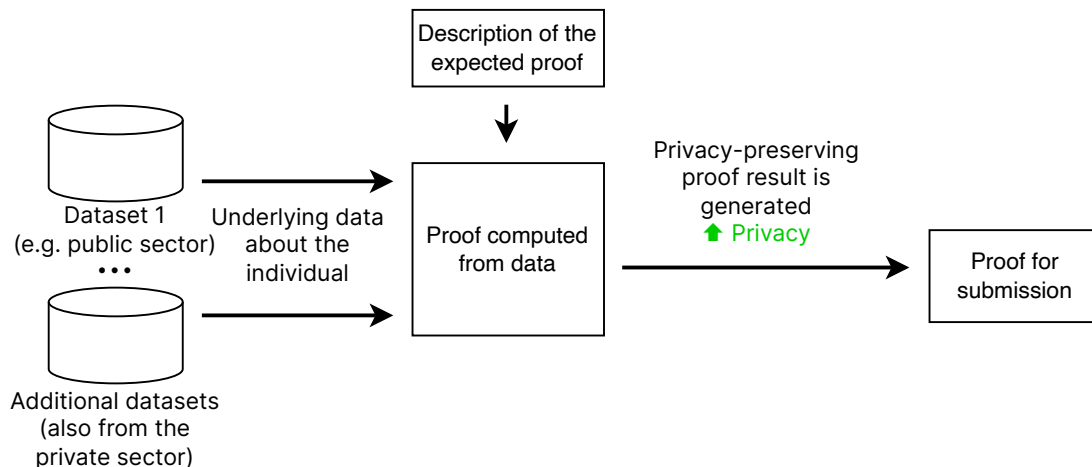 Description of the
expected proof
Dataset 1
(e.g. public sector)
•••
Additional datasets
(also from the
private sector)
Underlying data
about the
individual
Proof computed
from data
Privacy-preserving
proof result is
generated
⬆ Privacy
Proof for
submission